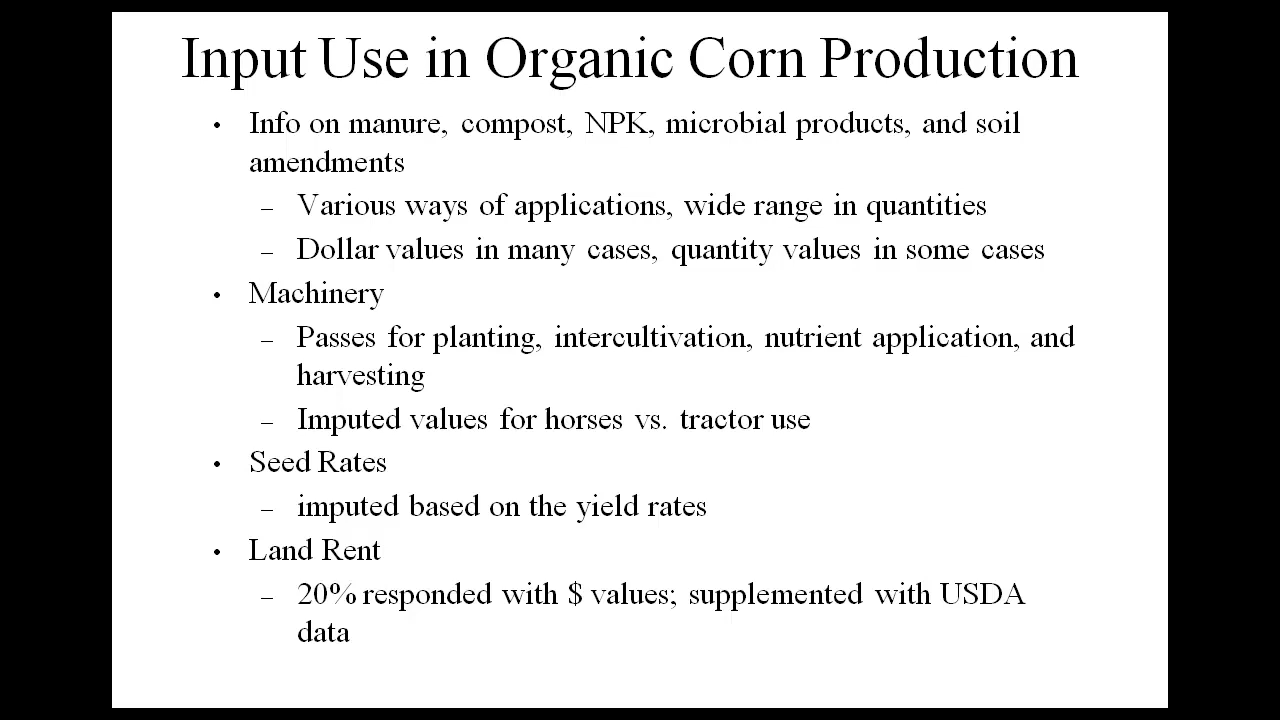 Input Use in Organic Corn Production
• Info on manure, compost, NPK, microbial products, and soil
amendments
– Various ways of applications, wide range in quantities
– Dollar values in many cases, quantity values in some cases
• Machinery
– Passes for planting, intercultivation, nutrient application, and
harvesting
– Imputed values for horses vs. tractor use
• Seed Rates
– imputed based on the yield rates
• Land Rent
– 20% responded with $ values; supplemented with USDA
data